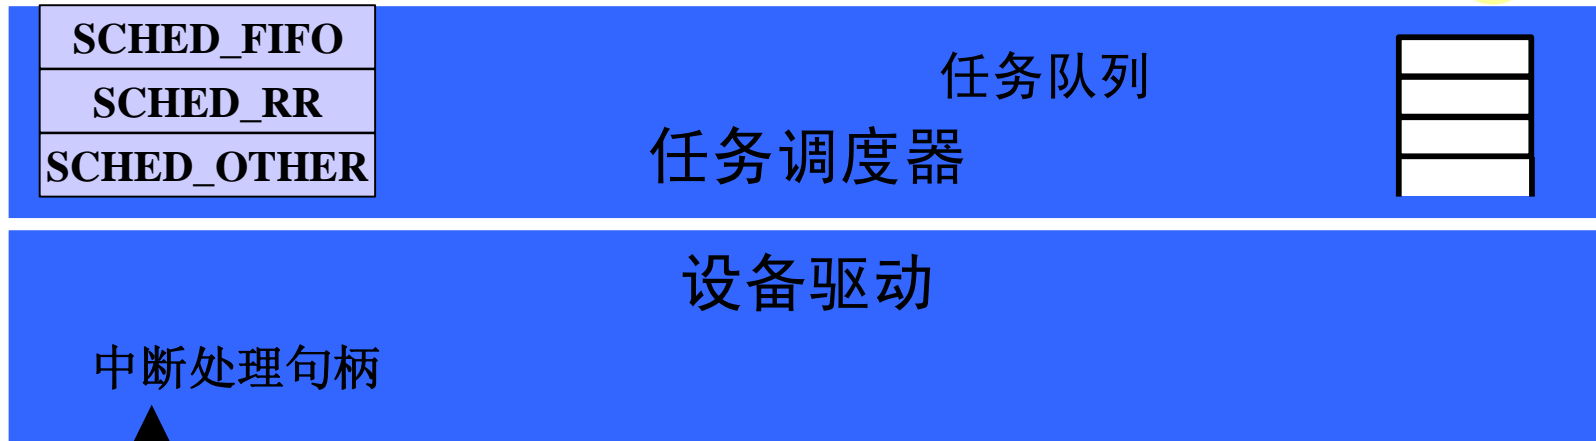 SCHED_FIFO
SCHED_RR
SCHED_OTHER
任务队列
任务调度器
设备驱动
中断处理句柄